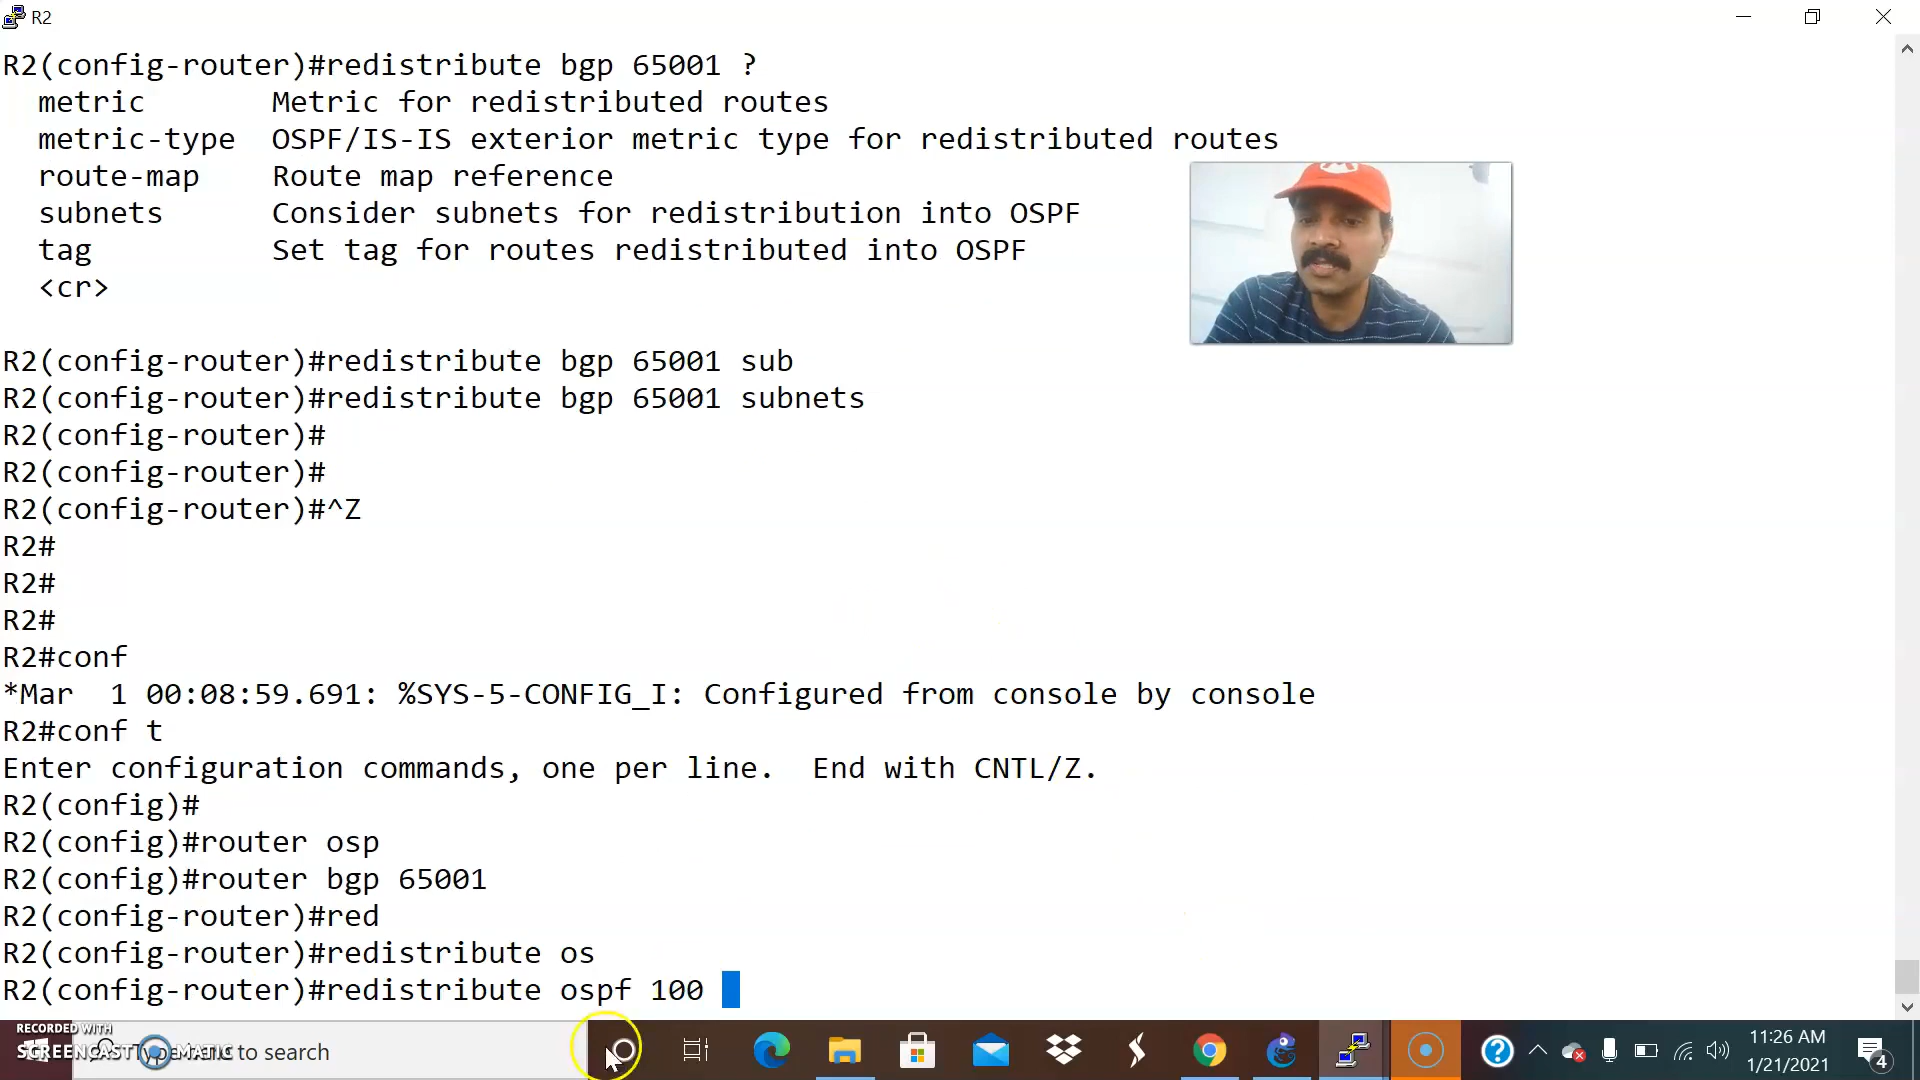 R2
R2(config-router)#redistribute bgp 65001 ?
metric Metric for redistributed routes
metric-type OSPF/IS-IS exterior metric type for redistributed routes
route-map Route map reference
subnets Consider subnets for redistribution into OSPF
tag Set tag for routes redistributed into OSPF
<cr>
R2(config-router)#redistribute bgp 65001 sub
R2(config-router)#redistribute bgp 65001 subnets
R2(config-router)#
R2(config-router)#
R2(config-router)#^Z
R2#
R2#
R2#
R2#conf
*Mar  1 00:08:59.691: %SYS-5-CONFIG_I: Configured from console by console
R2#conf t
Enter configuration commands, one per line.  End with CNTL/Z.
R2(config)#
R2(config)#router osp
R2(config)#router bgp 65001
R2(config-router)#red
R2(config-router)#redistribute os
R2(config-router)#redistribute ospf 100
RECORDED WITH
SCREENCAST MATIC
Type here to search
11:26 AM
1/21/2021
4